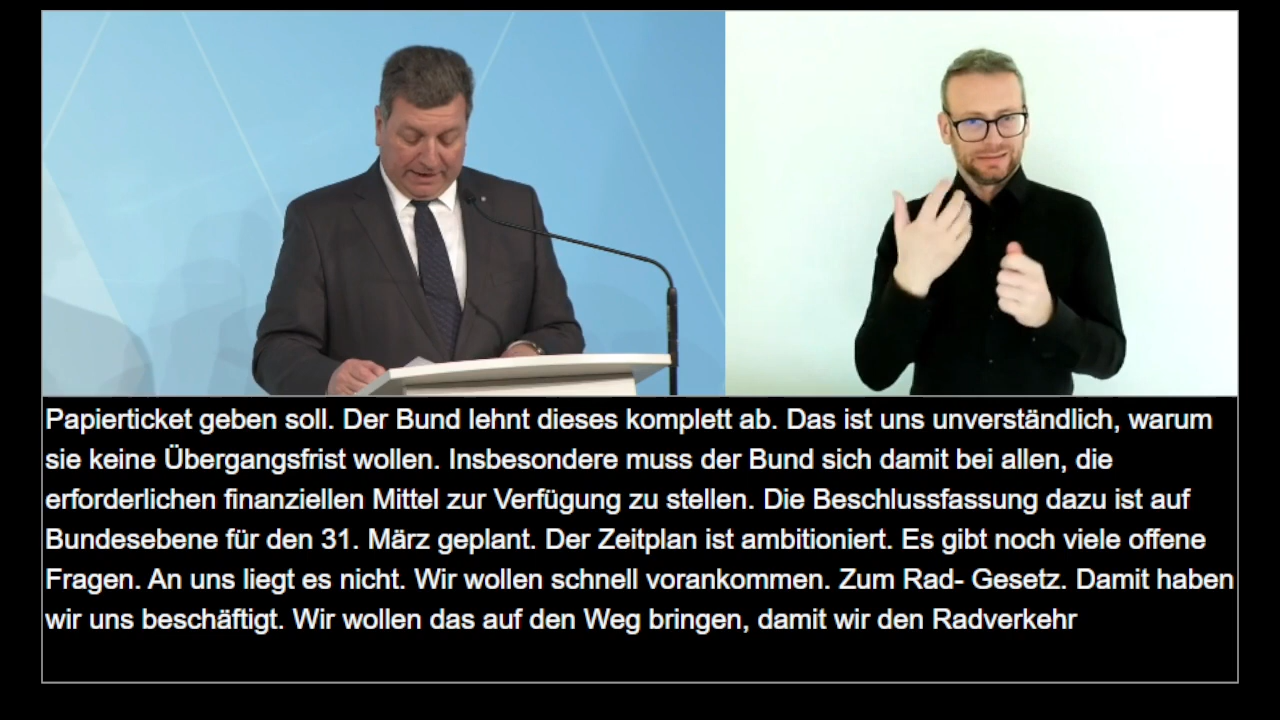 Papierticket geben soll. Der Bund lehnt dieses komplett ab. Das ist uns unverständlich, warum
sie keine Übergangsfrist wollen. Insbesondere muss der Bund sich damit bei allen, die
erforderlichen finanziellen Mittel zur Verfügung zu stellen. Die Beschlussfassung dazu ist auf
Bundesebene für den 31. März geplant. Der Zeitplan ist ambitioniert. Es gibt noch viele offene
Fragen. An uns liegt es nicht. Wir wollen schnell vorankommen. Zum Rad- Gesetz. Damit haben
wir uns beschäftigt. Wir wollen das auf den Weg bringen, damit wir den Radverkehr